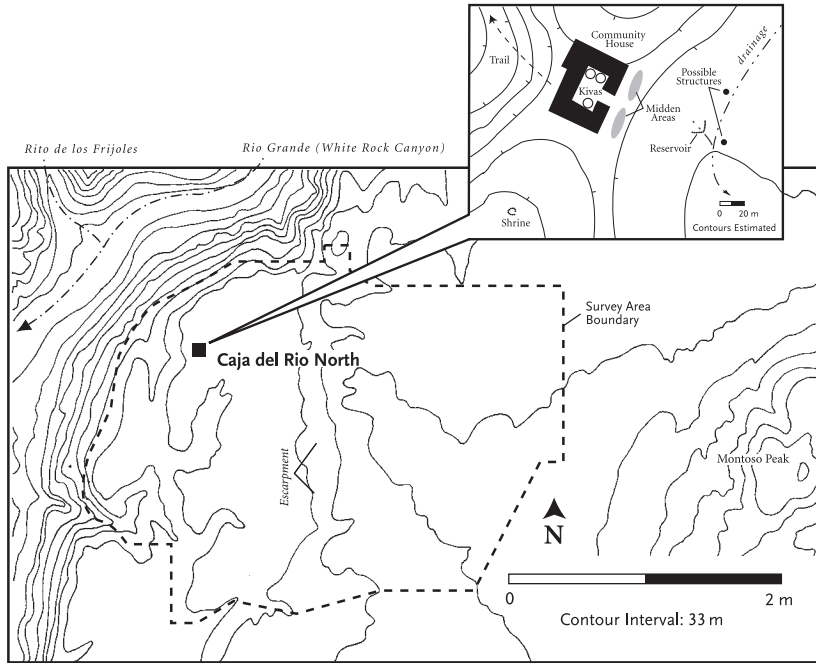 Community
House
Trail
drainage
Possible
Structures
Kivas
Midden
Areas
Reservoir
0 20 m
Shrine
Contours Estimated
Rito de los Frijoles
Rio Grande (White Rock Canyon)
Survey Area
Boundary
Caja del Rio North
Escarpment
Montoso Peak
N
0 2 m
Contour Interval: 33 m